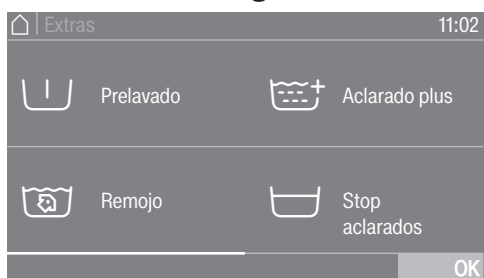 Extras 11:02
Prelavado
Aclarado plus
Remojo
Stop
aclarados
OK